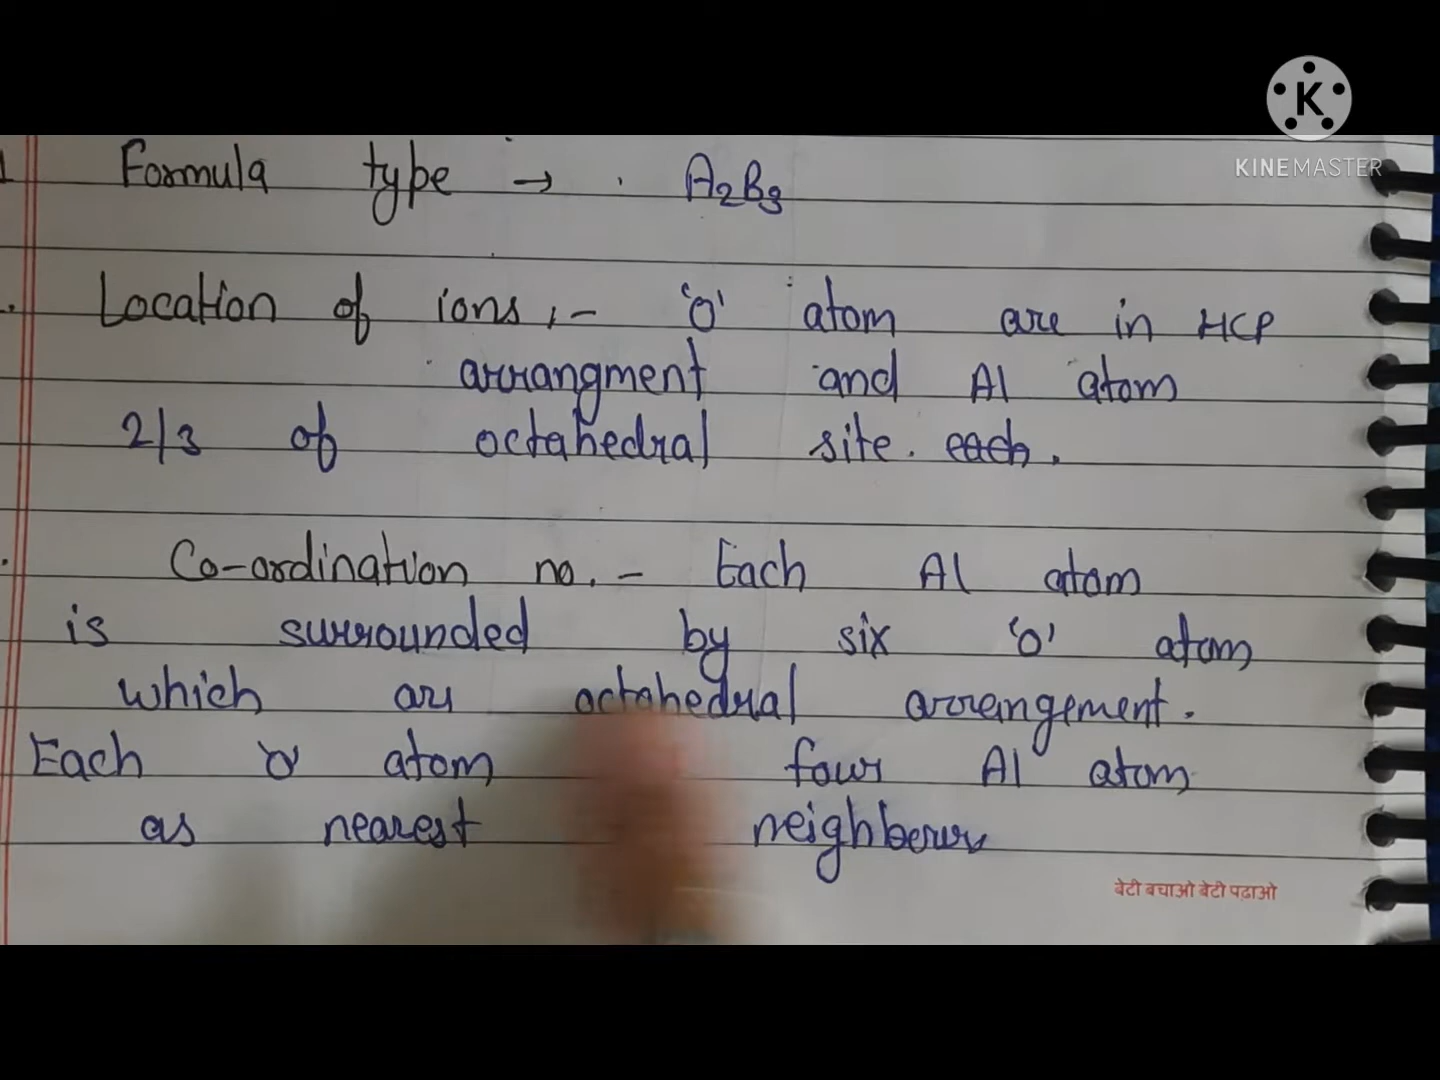 KINEMASTER
Formula type → A2B3
Location of ions :- 'O' atom are in HCP
arrangment and Al atom
2/3 of octahedral site. each.
Co-ordination no. - Each Al atom
is surrounded by six 'O' atom
which are octahedral arrangement.
Each O atom four Al atom
as nearest neighbour
बेटी बचाओ बेटी पढ़ाओ